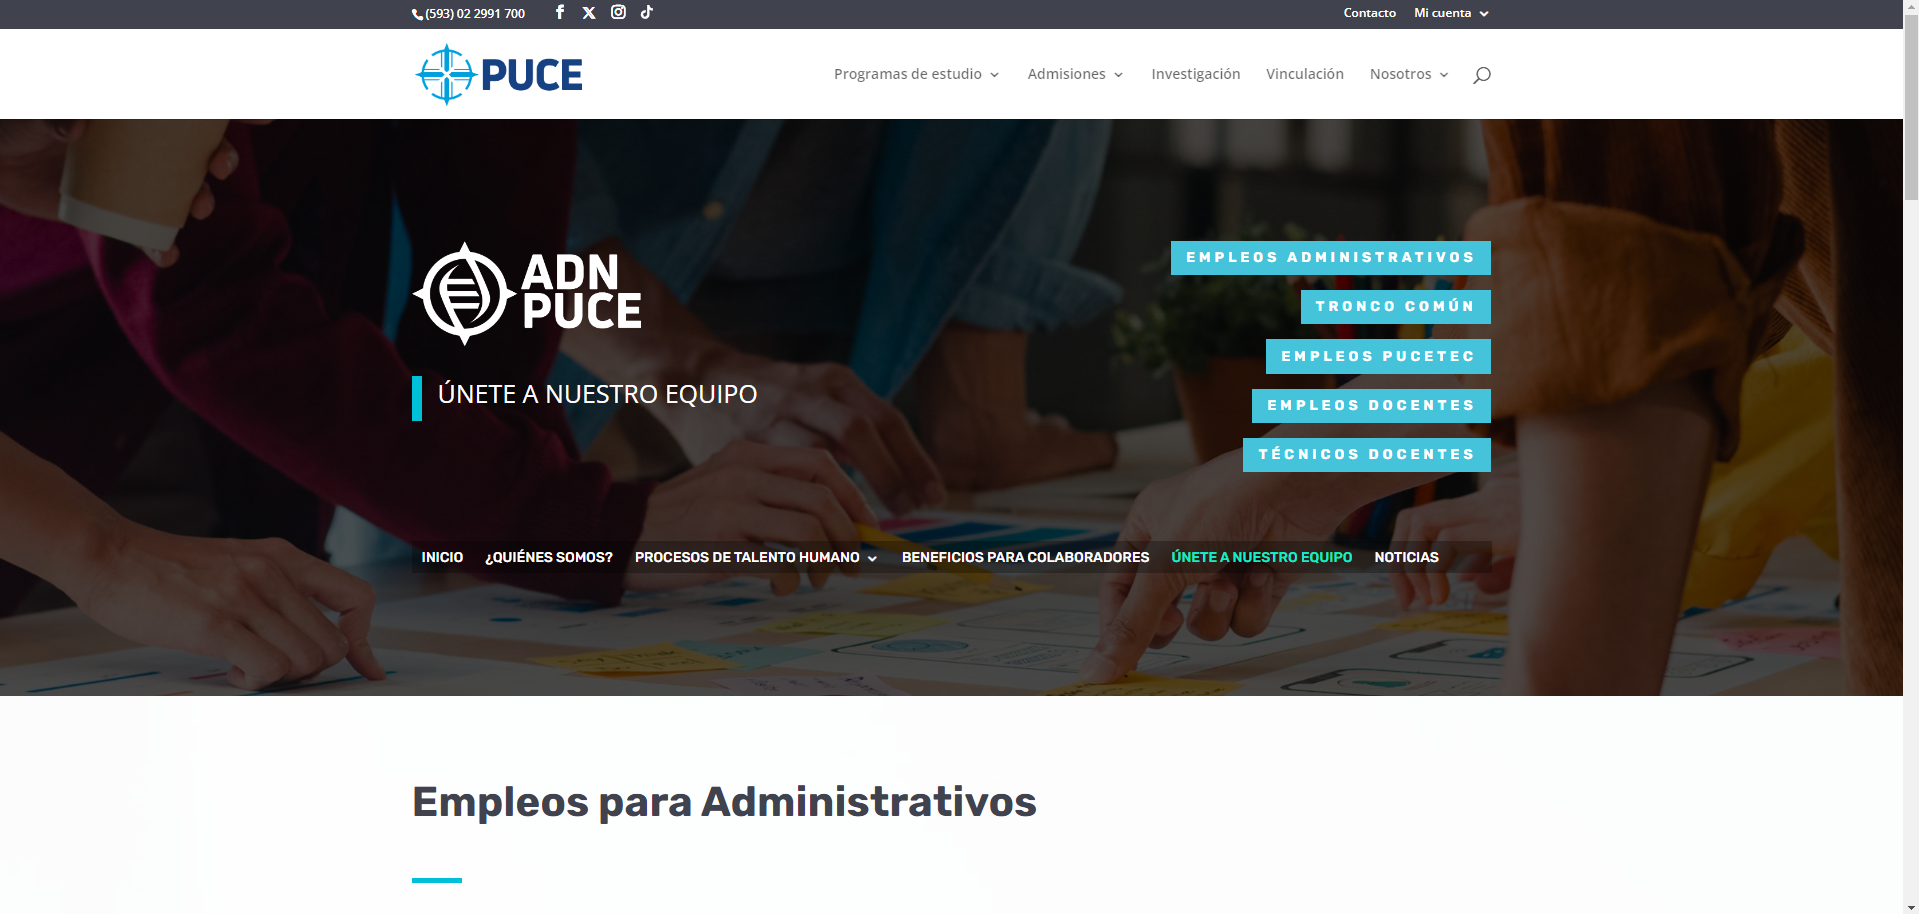 (593) 02 2991 700
Contacto
Mi cuenta
PUCE
Programas de estudio
Admisiones
Investigación
Vinculación
Nosotros
ADN
PUCE
ÚNETE A NUESTRO EQUIPO
EMPLEOS ADMINISTRATIVOS
TRONCO COMÚN
EMPLEOS PUCETEC
EMPLEOS DOCENTES
TÉCNICOS DOCENTES
INICIO
¿QUIÉNES SOMOS?
PROCESOS DE TALENTO HUMANO
BENEFICIOS PARA COLABORADORES
ÚNETE A NUESTRO EQUIPO
NOTICIAS
Empleos para Administrativos